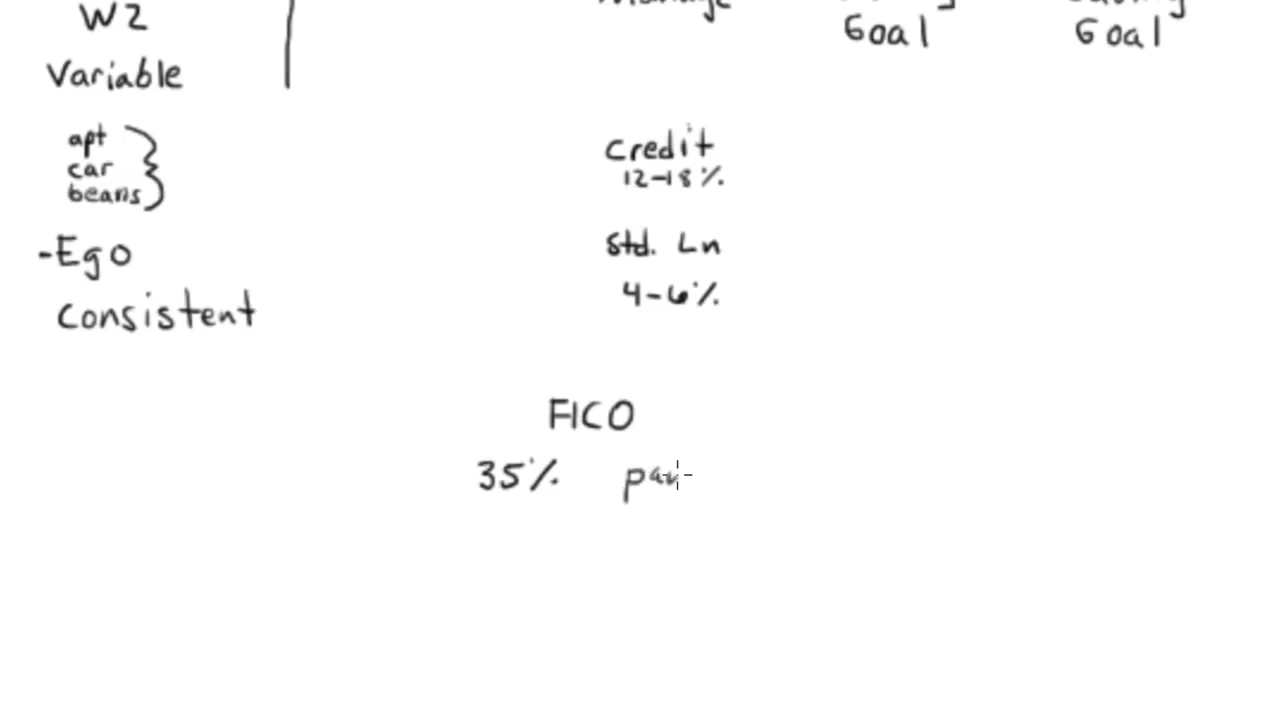 W2
Goal
Goal
Variable
apt
car
beans
-Ego
consistent
credit
12-18%
Std. Ln
4-6%
FICO
35%